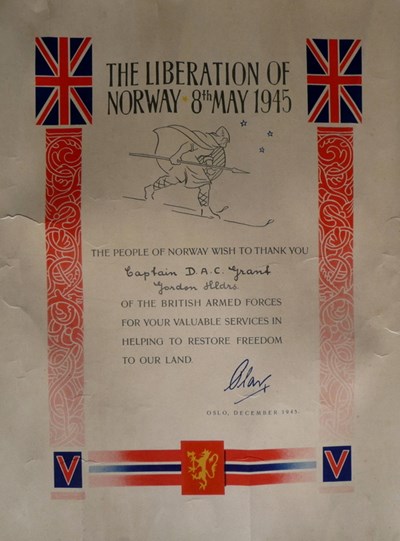 THE LIBERATION OF
NORWAY • 8th MAY 1945
THE PEOPLE OF NORWAY WISH TO THANK YOU
Captain D.A.C. Grant
Gordon Hldrs
OF THE BRITISH ARMED FORCES
FOR YOUR VALUABLE SERVICES IN
HELPING TO RESTORE FREEDOM
TO OUR LAND
Olav
OSLO, DECEMBER 1945
V V